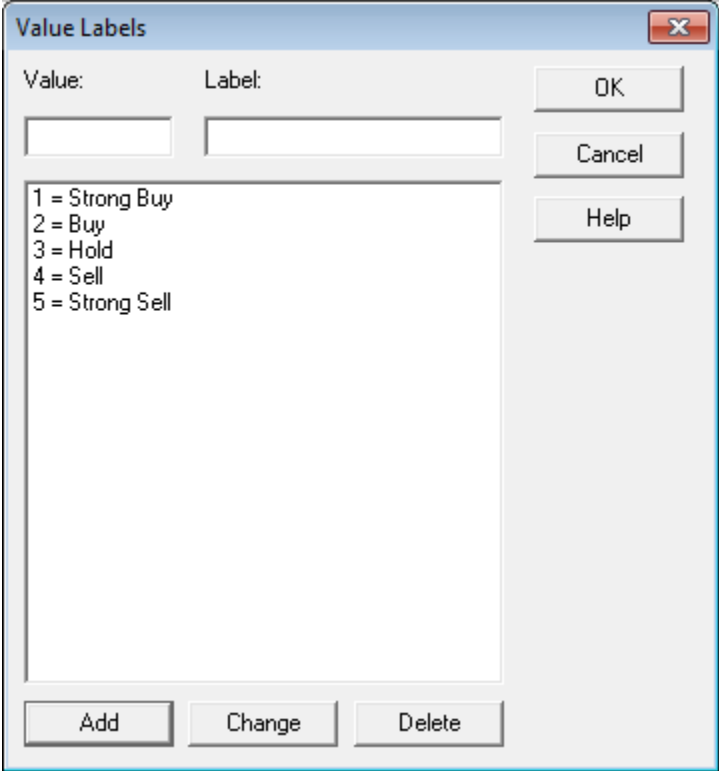 Value Labels
Value: Label:
OK
Cancel
Help
1 = Strong Buy
2 = Buy
3 = Hold
4 = Sell
5 = Strong Sell
Add Change Delete